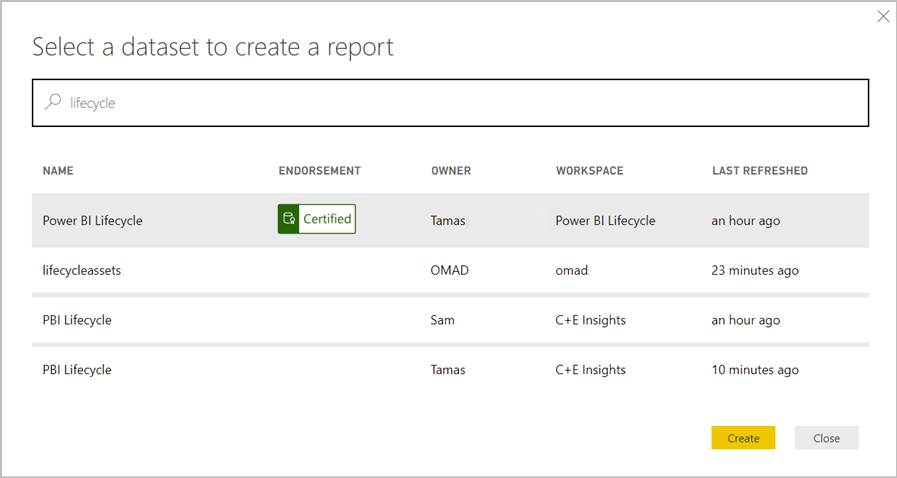 Select a dataset to create a report
lifecycle
NAME ENDORSEMENT OWNER WORKSPACE LAST REFRESHED
Power BI Lifecycle Certified Tamas Power BI Lifecycle an hour ago
lifecycleassets OMAD omad 23 minutes ago
PBI Lifecycle Sam C+E Insights an hour ago
PBI Lifecycle Tamas C+E Insights 10 minutes ago
Create Close